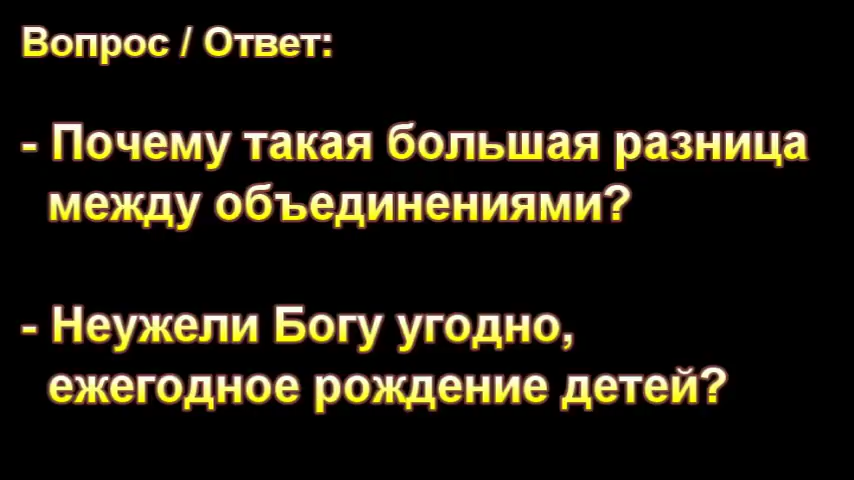 Вопрос / Ответ:
- Почему такая большая разница
между объединениями?
- Неужели Богу угодно,
ежегодное рождение детей?